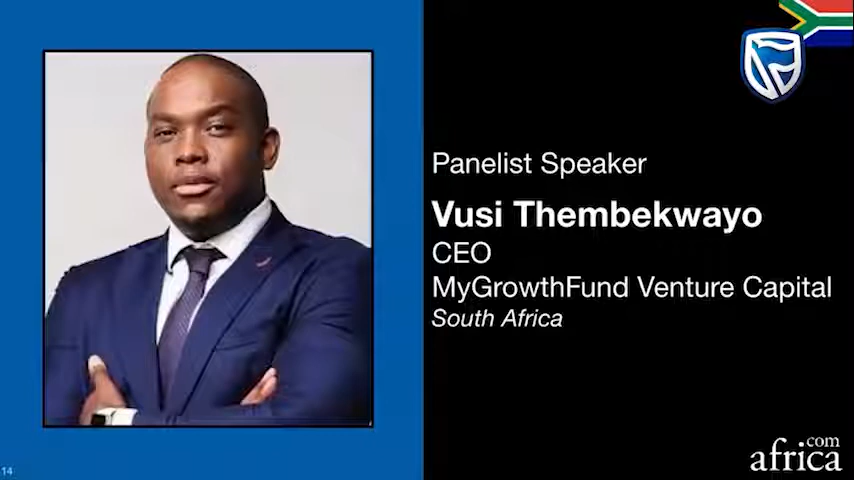 Panelist Speaker
Vusi Thembekwayo
CEO
MyGrowthFund Venture Capital
South Africa
.com
africa
14